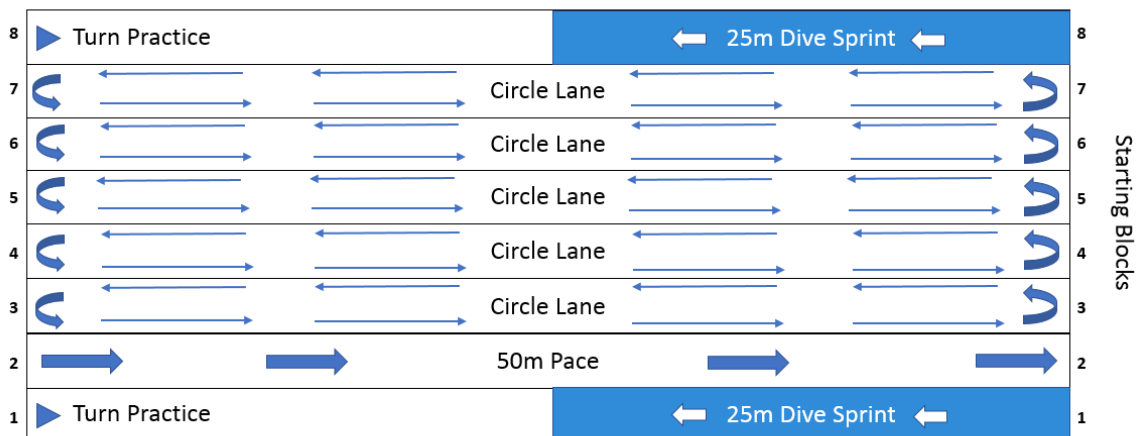 8 Turn Practice 25m Dive Sprint 8
7 Circle Lane 7
6 Circle Lane 6
5 Circle Lane 5
4 Circle Lane 4
3 Circle Lane 3
2 50m Pace 2
1 Turn Practice 25m Dive Sprint 1
Starting Blocks